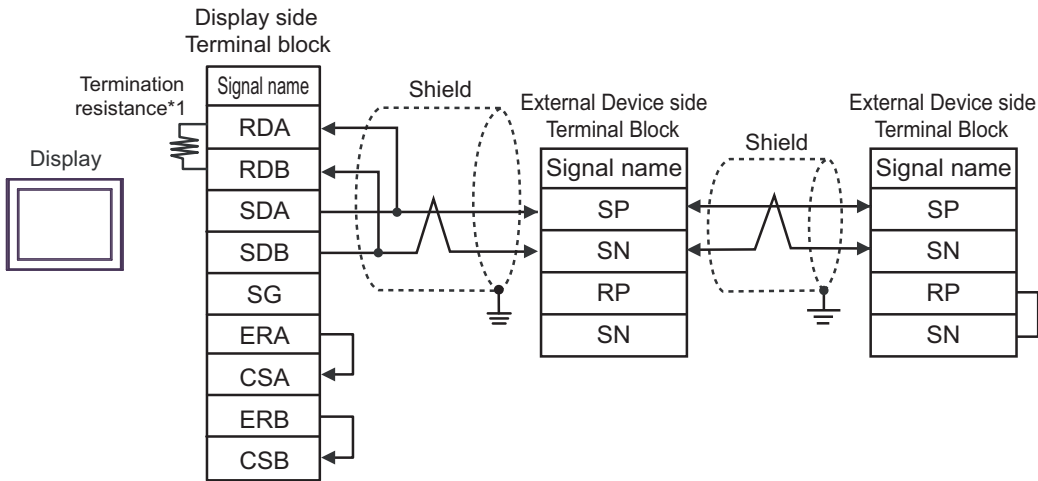 Display side
Terminal block
Termination
resistance*1
Display
Signal name
RDA
RDB
SDA
SDB
SG
ERA
CSA
ERB
CSB
Shield
External Device side
Terminal Block
Signal name
SP
SN
RP
SN
Shield
External Device side
Terminal Block
Signal name
SP
SN
RP
SN